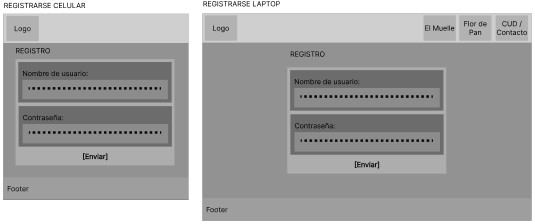 REGISTRARSE CELULAR
Logo
REGISTRO
Nombre de usuario:
Contraseña:
[Enviar]
Footer
REGISTRARSE LAPTOP
Logo
El Muelle
Flor de
Pan
CUD /
Contacto
REGISTRO
Nombre de usuario:
Contraseña:
[Enviar]
Footer